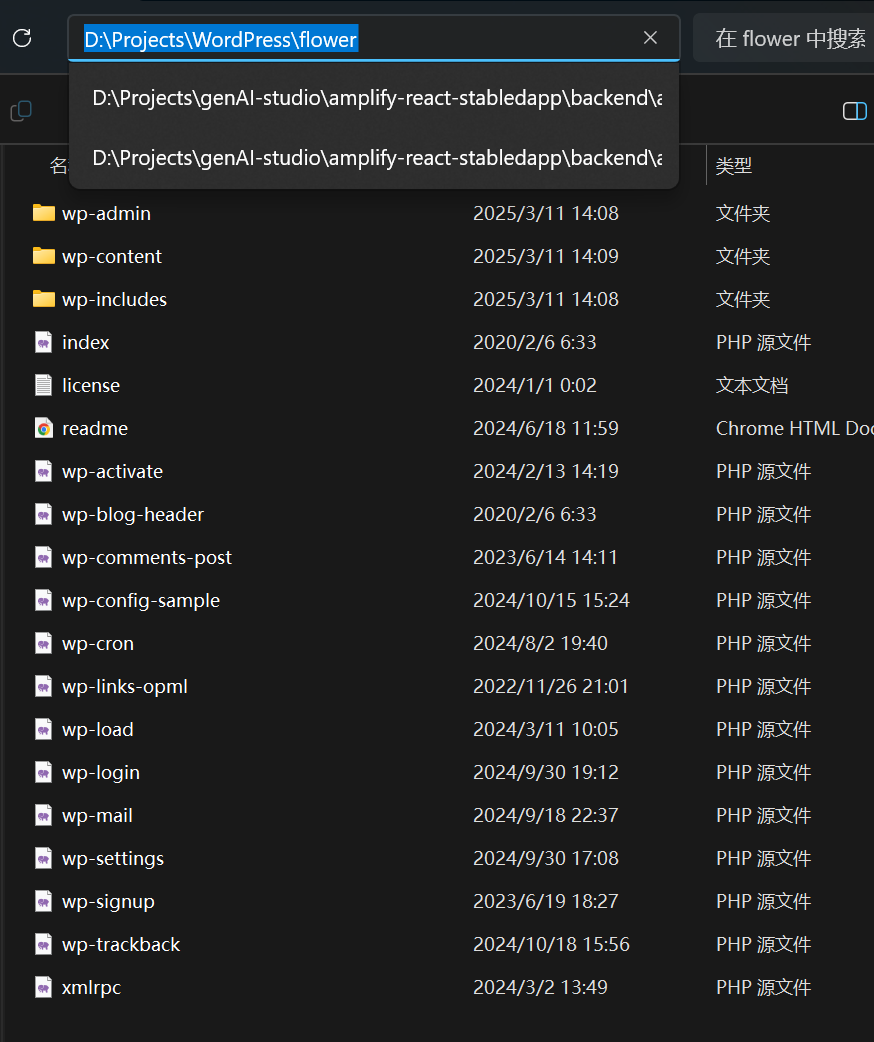 D:\Projects\WordPress\flower
在 flower 中搜索
D:\Projects\genAI-studio\amplify-react-stabledapp\backend\a
D:\Projects\genAI-studio\amplify-react-stabledapp\backend\a
名 类型
wp-admin 2025/3/11 14:08 文件夹
wp-content 2025/3/11 14:09 文件夹
wp-includes 2025/3/11 14:08 文件夹
index 2020/2/6 6:33 PHP 源文件
license 2024/1/1 0:02 文本文档
readme 2024/6/18 11:59 Chrome HTML Doc
wp-activate 2024/2/13 14:19 PHP 源文件
wp-blog-header 2020/2/6 6:33 PHP 源文件
wp-comments-post 2023/6/14 14:11 PHP 源文件
wp-config-sample 2024/10/15 15:24 PHP 源文件
wp-cron 2024/8/2 19:40 PHP 源文件
wp-links-opml 2022/11/26 21:01 PHP 源文件
wp-load 2024/3/11 10:05 PHP 源文件
wp-login 2024/9/30 19:12 PHP 源文件
wp-mail 2024/9/18 22:37 PHP 源文件
wp-settings 2024/9/30 17:08 PHP 源文件
wp-signup 2023/6/19 18:27 PHP 源文件
wp-trackback 2024/10/18 15:56 PHP 源文件
xmlrpc 2024/3/2 13:49 PHP 源文件